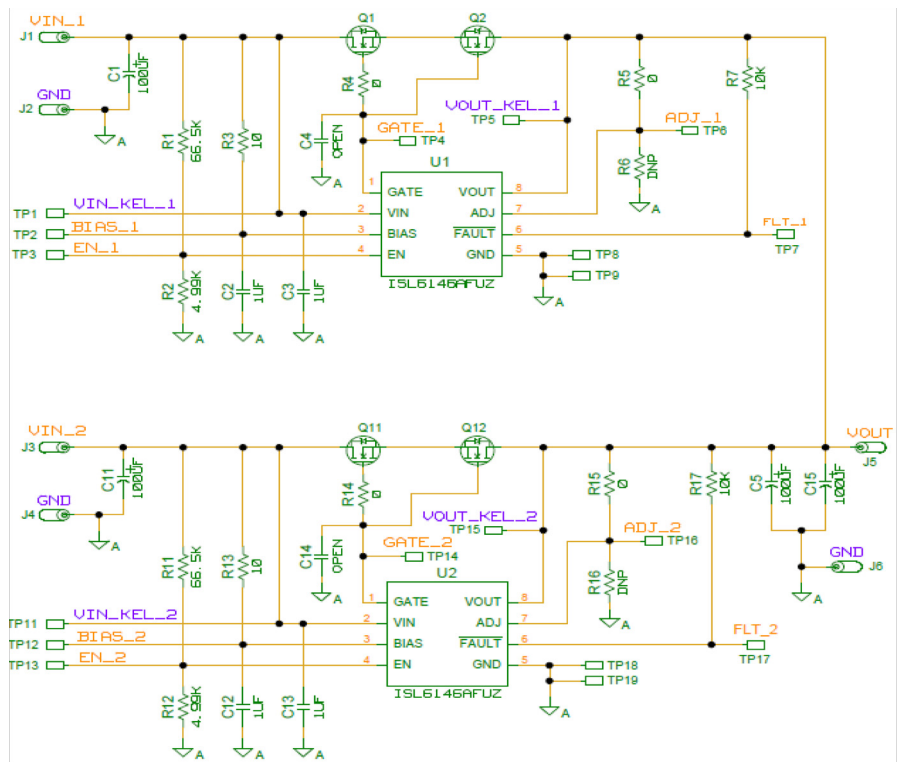 VIN_1
J1
Q1
Q2
C1
100UF
GND
J2
A
R1
66.5K
R3
10
R4
0
C4
OPEN
A
GATE_1
TP4
VOUT_KEL_1
TP5
R5
0
R7
10K
ADJ_1
TP6
R6
DNP
A
U1
1 GATE VOUT 8
2 VIN ADJ 7
3 BIAS FAULT 6
4 EN GND 5
ISL6146AFUZ
TP1 VIN_KEL_1
TP2 BIAS_1
TP3 EN_1
FLT_1
TP7
TP8
TP9
A
R2
4.99K
C2
1UF
C3
1UF
A
A
A
VIN_2
J3
Q11
Q12
VOUT
J5
C11
100UF
GND
J4
A
R11
66.5K
R13
10
R14
0
C14
OPEN
A
GATE_2
TP14
VOUT_KEL_2
TP15
R15
0
R17
10K
C5
100UF
C15
100UF
ADJ_2
TP16
R16
DNP
A
GND
J6
A
U2
1 GATE VOUT 8
2 VIN ADJ 7
3 BIAS FAULT 6
4 EN GND 5
ISL6146AFUZ
TP11 VIN_KEL_2
TP12 BIAS_2
TP13 EN_2
FLT_2
TP17
TP18
TP19
A
R12
4.99K
C12
1UF
C13
1UF
A
A
A